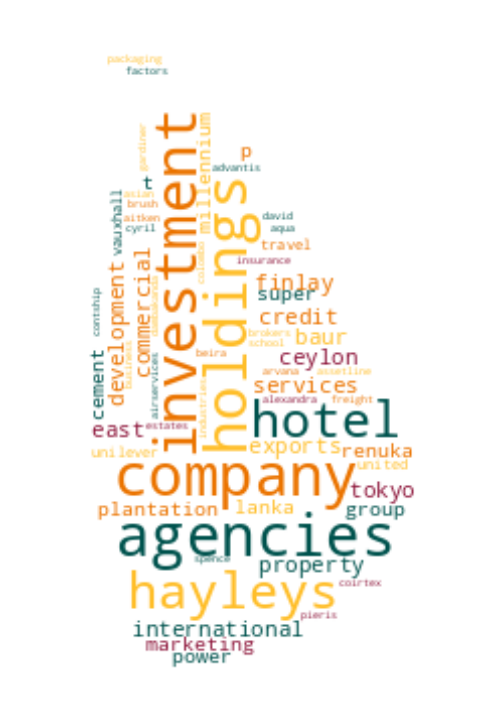 packaging
factors
gardiner
investment
millennium
p
advantis
t
holdings
vauxhall
asian
brush
aitken
cyril
david
aqua
travel
commercial
colombo
insurance
development
finlay
super
contship
credit
business
brokers
school
baur
cement
airservices
beira
ceylon
arvana
assetline
industries
services
alexandra
freight
hotel
east
estates
unilever
exports
renuka
company
united
tokyo
plantation
lanka
group
agencies
spence
property
hayleys
coirtex
pieris
international
marketing
power